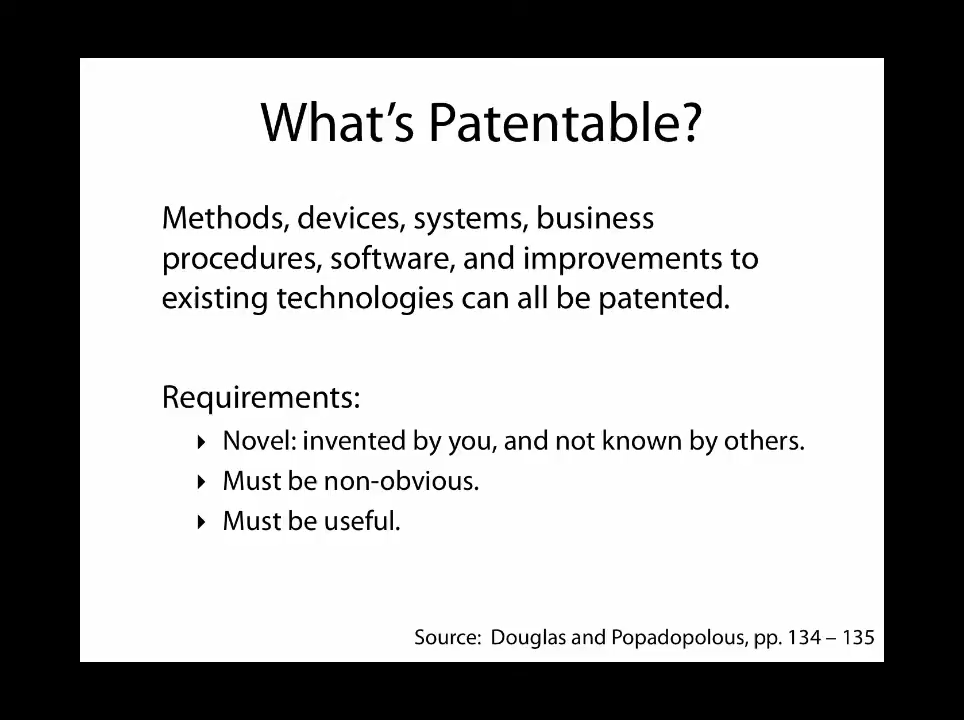 What's Patentable?
Methods, devices, systems, business
procedures, software, and improvements to
existing technologies can all be patented.
Requirements:
Novel: invented by you, and not known by others.
Must be non-obvious.
Must be useful.
Source: Douglas and Popadopolous, pp. 134 – 135